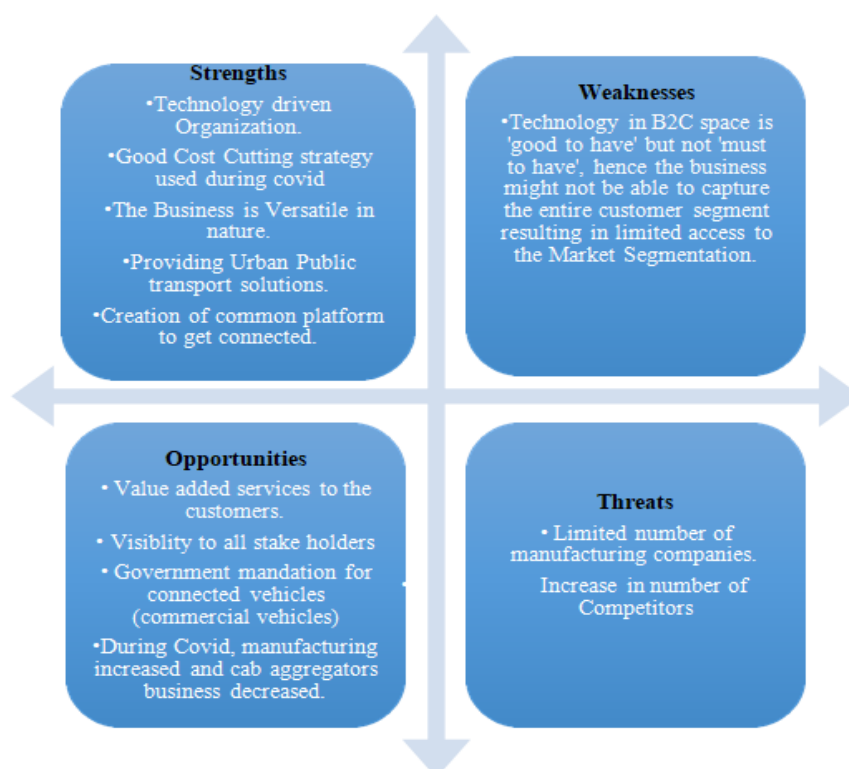 Strengths
•Technology driven
Organization.
•Good Cost Cutting strategy
used during covid
•The Business is Versatile in
nature.
•Providing Urban Public
transport solutions.
•Creation of common platform
to get connected.
Weaknesses
•Technology in B2C space is
'good to have' but not 'must
to have', hence the business
might not be able to capture
the entire customer segment
resulting in limited access to
the Market Segmentation.
Opportunities
• Value added services to the
customers.
• Visiblity to all stake holders
• Government mandation for
connected vehicles
(commercial vehicles)
•During Covid, manufacturing
increased and cab aggregators
business decreased.
Threats
• Limited number of
manufacturing companies.
•
Increase in number of
Competitors